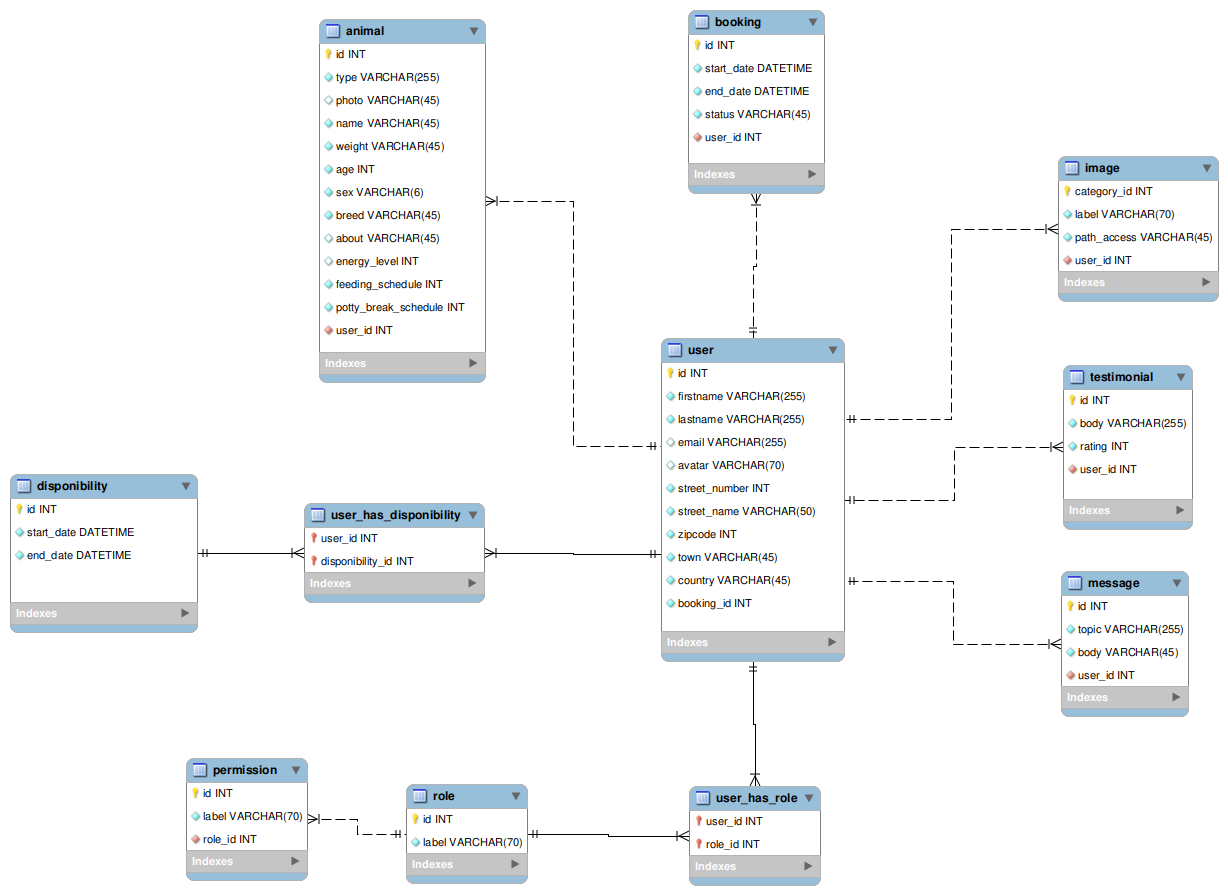 animal
id INT
type VARCHAR(255)
photo VARCHAR(45)
name VARCHAR(45)
weight VARCHAR(45)
age INT
sex VARCHAR(6)
breed VARCHAR(45)
about VARCHAR(45)
energy_level INT
feeding_schedule INT
potty_break_schedule INT
user_id INT
Indexes
booking
id INT
start_date DATETIME
end_date DATETIME
status VARCHAR(45)
user_id INT
Indexes
image
category_id INT
label VARCHAR(70)
path_access VARCHAR(45)
user_id INT
Indexes
user
id INT
firstname VARCHAR(255)
lastname VARCHAR(255)
email VARCHAR(255)
avatar VARCHAR(70)
street_number INT
street_name VARCHAR(50)
zipcode INT
town VARCHAR(45)
country VARCHAR(45)
booking_id INT
Indexes
testimonial
id INT
body VARCHAR(255)
rating INT
user_id INT
Indexes
disponibility
id INT
start_date DATETIME
end_date DATETIME
Indexes
user_has_disponibility
user_id INT
disponibility_id INT
Indexes
message
id INT
topic VARCHAR(255)
body VARCHAR(45)
user_id INT
Indexes
permission
id INT
label VARCHAR(70)
role_id INT
Indexes
role
id INT
label VARCHAR(70)
Indexes
user_has_role
user_id INT
role_id INT
Indexes